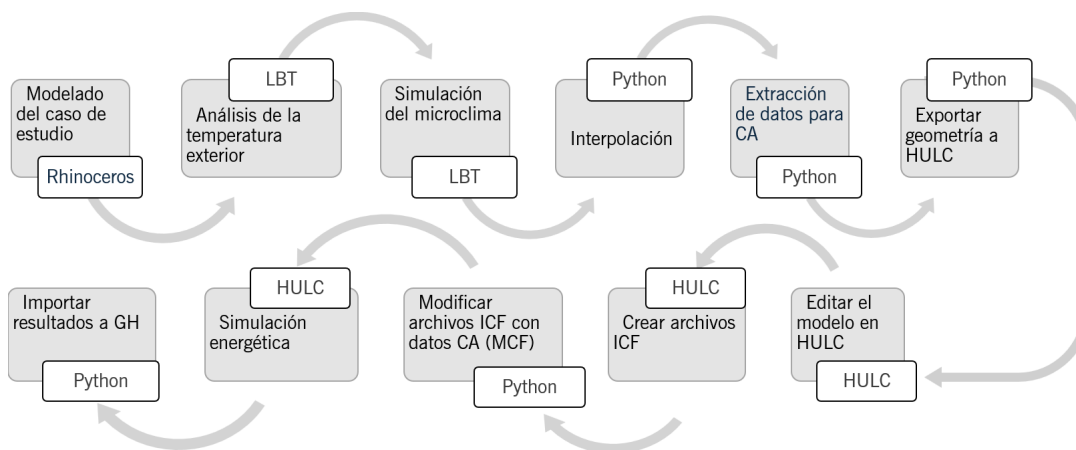 Modelado
del caso de
estudio
Rhinoceros
LBT
Análisis de la
temperatura
exterior
Simulación
del microclima
LBT
Python
Interpolación
Extracción
de datos para
CA
Python
Python
Exportar
geometría a
HULC
Editar el
modelo en
HULC
HULC
HULC
Crear archivos
ICF
Modificar
archivos ICF con
datos CA (MCF)
Python
HULC
Simulación
energética
Importar
resultados a GH
Python